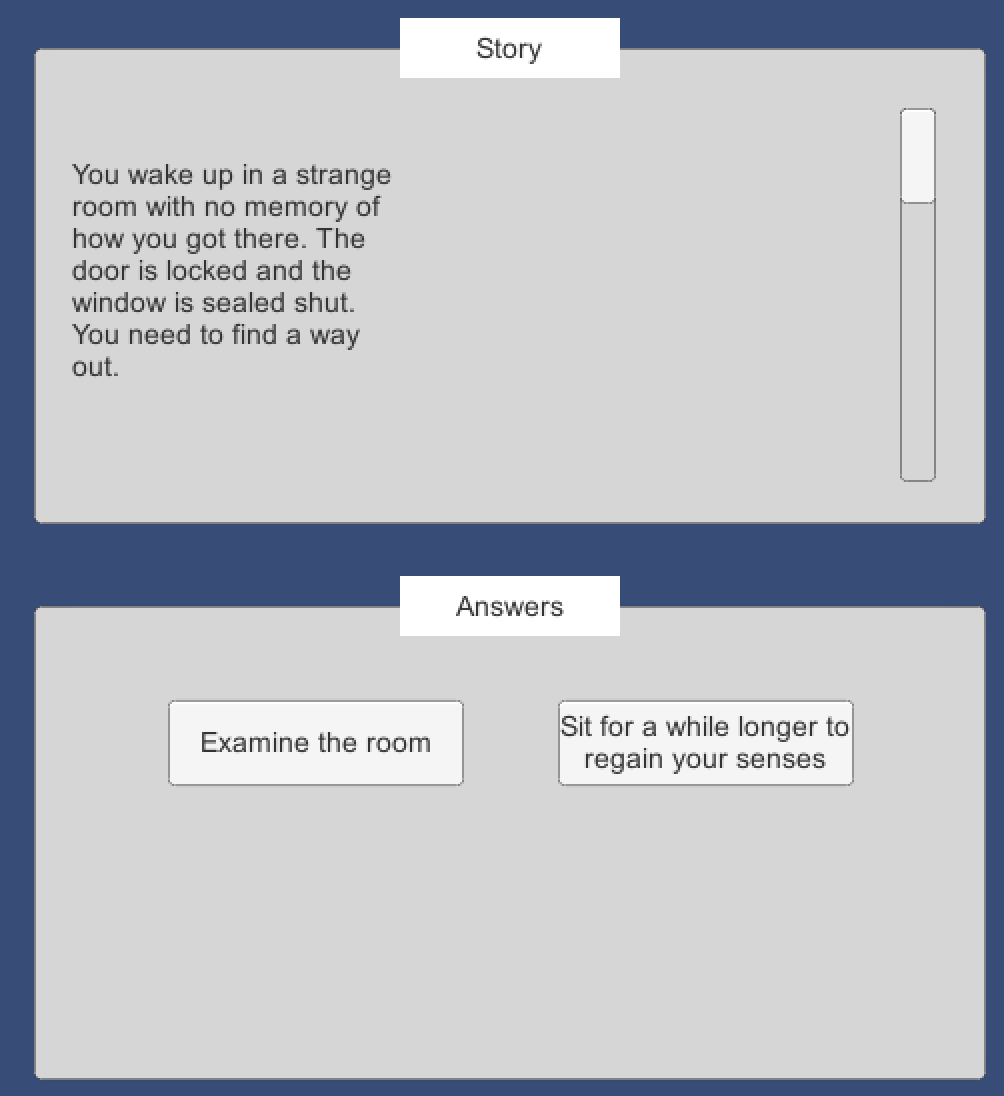 Story
You wake up in a strange
room with no memory of
how you got there. The
door is locked and the
window is sealed shut.
You need to find a way
out.
Answers
Examine the room
Sit for a while longer to
regain your senses